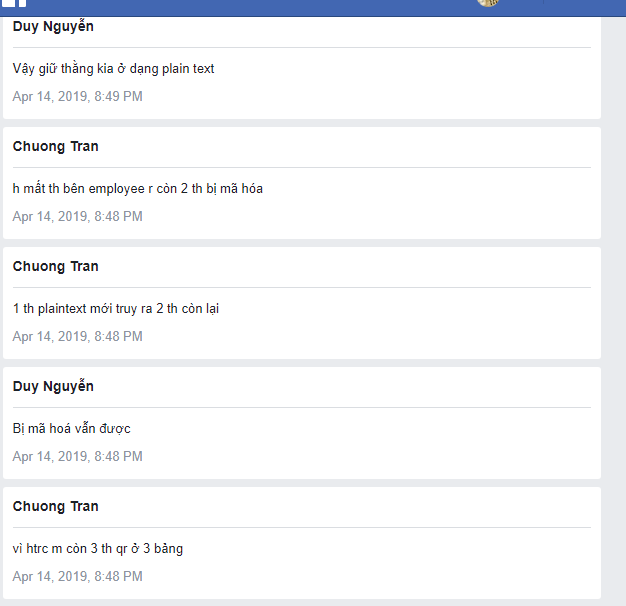 Duy Nguyễn
Vậy giữ thằng kia ở dạng plain text
Apr 14, 2019, 8:49 PM
Chuong Tran
h mất th bên employee r còn 2 th bị mã hóa
Apr 14, 2019, 8:48 PM
Chuong Tran
1 th plaintext mới truy ra 2 th còn lại
Apr 14, 2019, 8:48 PM
Duy Nguyễn
Bị mã hoá vẫn được
Apr 14, 2019, 8:48 PM
Chuong Tran
vì htrc m còn 3 th qr ở 3 bảng
Apr 14, 2019, 8:48 PM